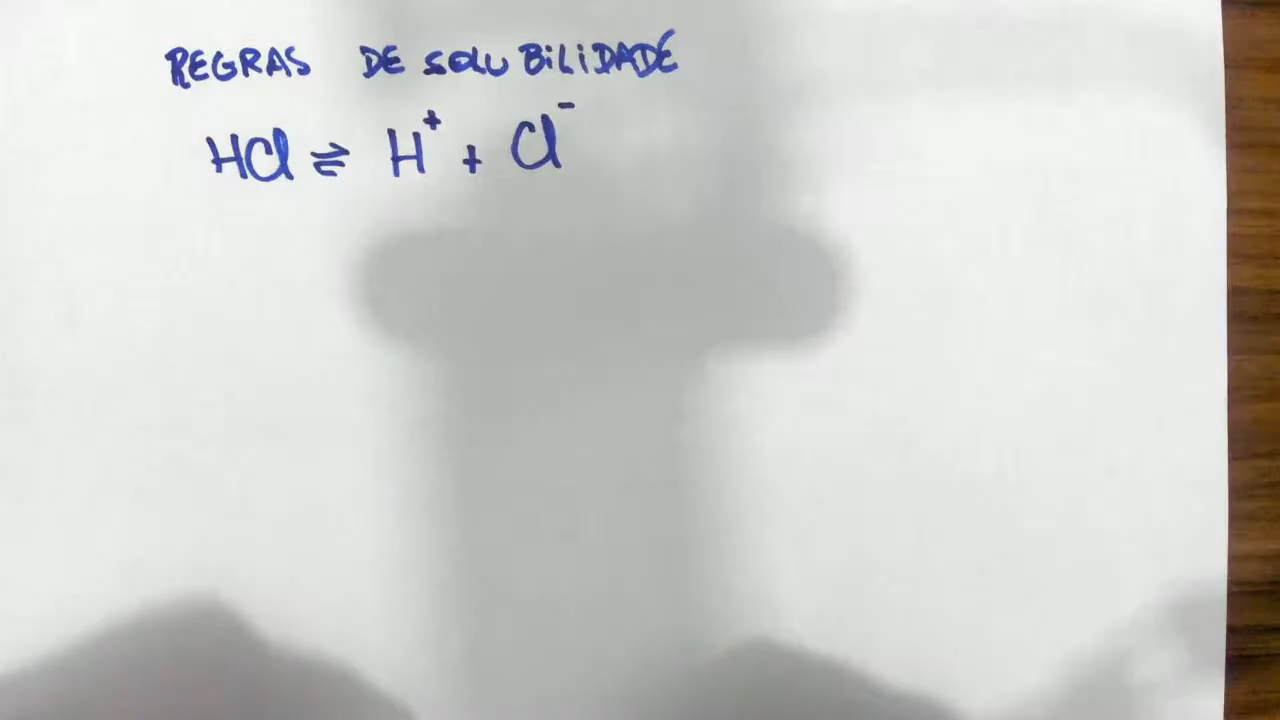 REGRAS DE SOLUBILIDADE
HCl ⇌ H⁺ + Cl⁻